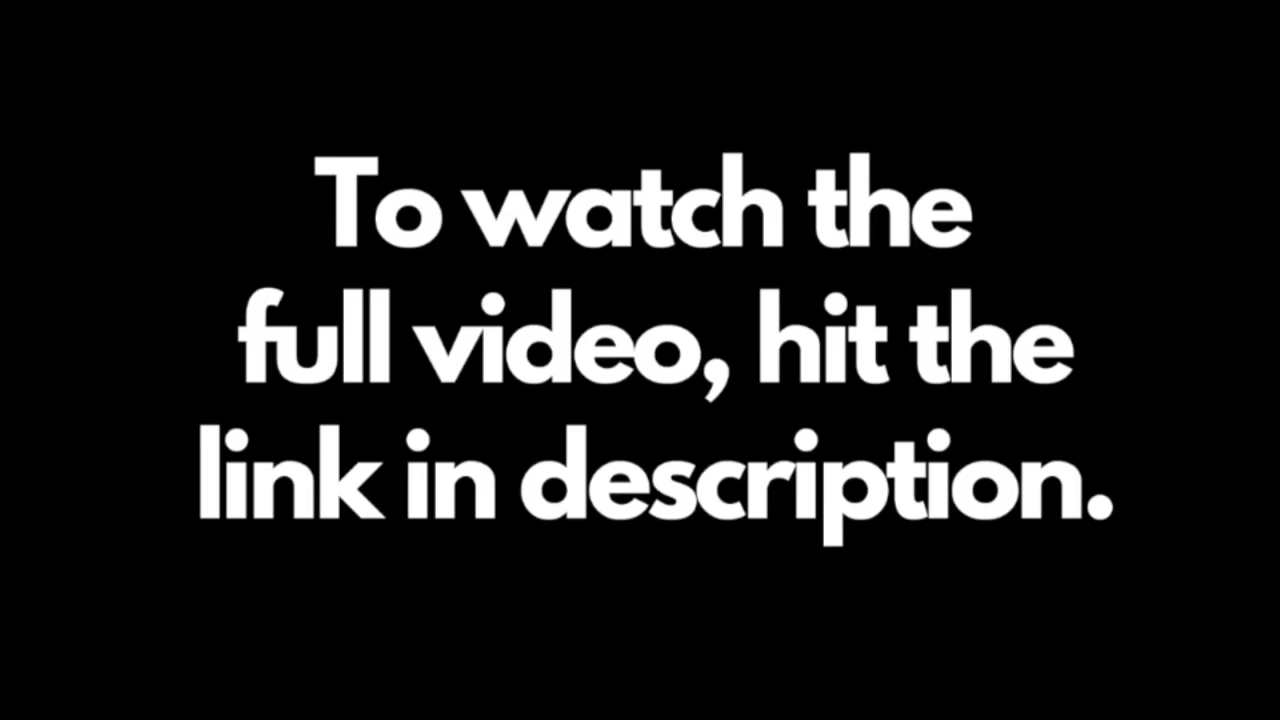 To watch the
full video, hit the
link in description.